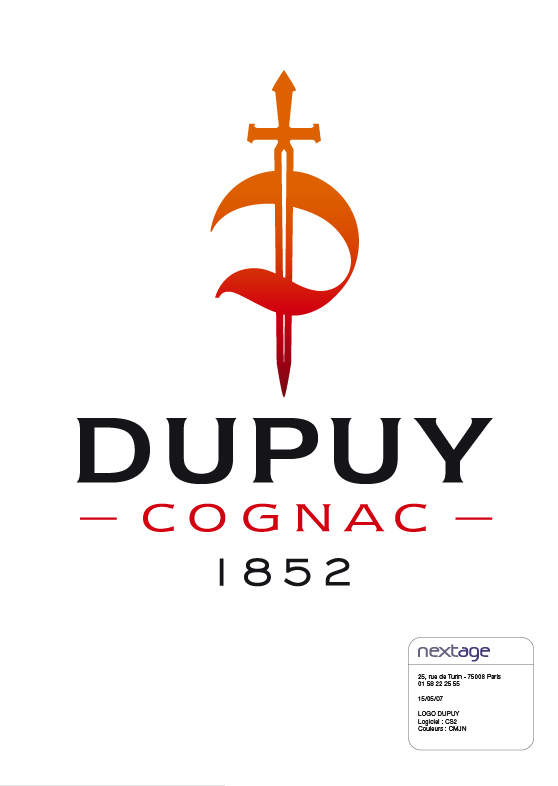 DUPUY
— COGNAC —
1852
nextage
25, rue de Turin - 75008 Paris
01 58 22 25 55
15/05/07
LOGO DUPUY
Logiciel : CS2
Couleurs : CMJN